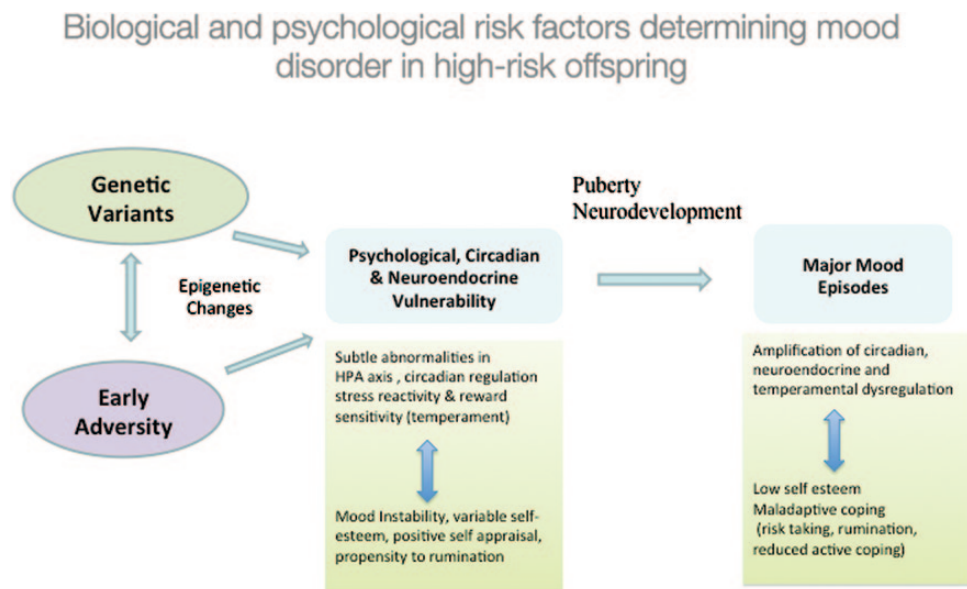 Biological and psychological risk factors determining mood
disorder in high-risk offspring
Genetic
Variants
Epigenetic
Changes
Early
Adversity
Psychological, Circadian
& Neuroendocrine
Vulnerability
Subtle abnormalities in
HPA axis , circadian regulation
stress reactivity & reward
sensitivity (temperament)
Mood Instability, variable self-
esteem, positive self appraisal,
propensity to rumination
Puberty
Neurodevelopment
Major Mood
Episodes
Amplification of circadian,
neuroendocrine and
temperamental dysregulation
Low self esteem
Maladaptive coping
(risk taking, rumination,
reduced active coping)